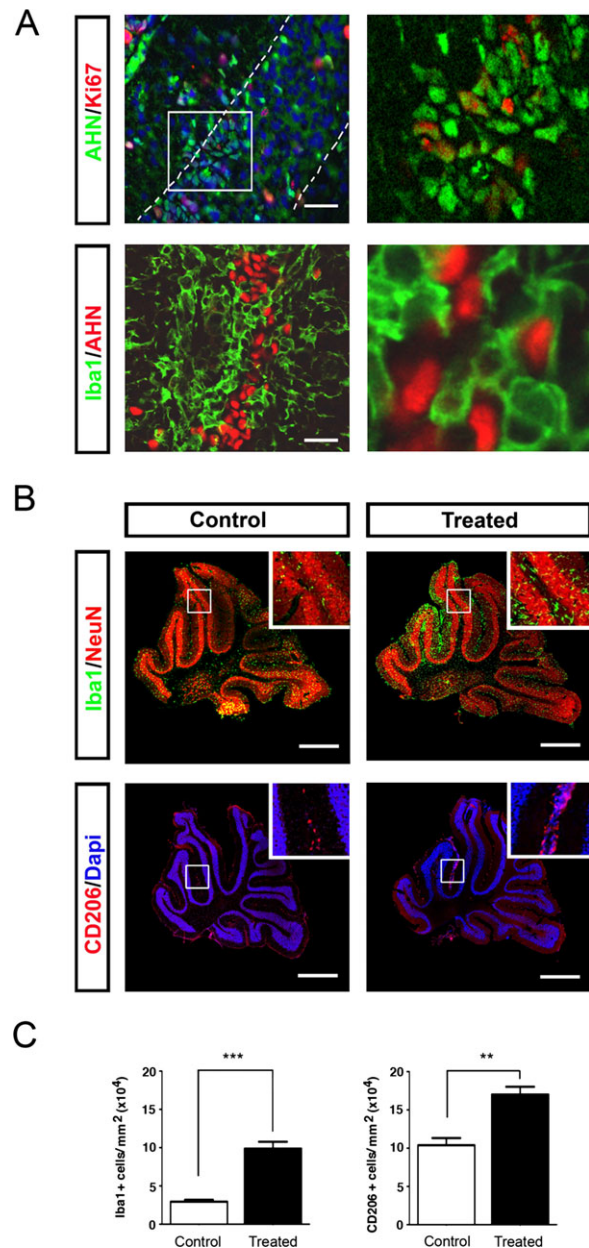 A
AHN/Ki67
Iba1/AHN
B
Control
Treated
Iba1/NeuN
CD206/Dapi
C
Iba1 + cells/mm² (x10⁴)
20
15
10
5
0
***
Control
Treated
CD206 + cells/mm² (x10⁴)
20
15
10
5
0
**
Control
Treated